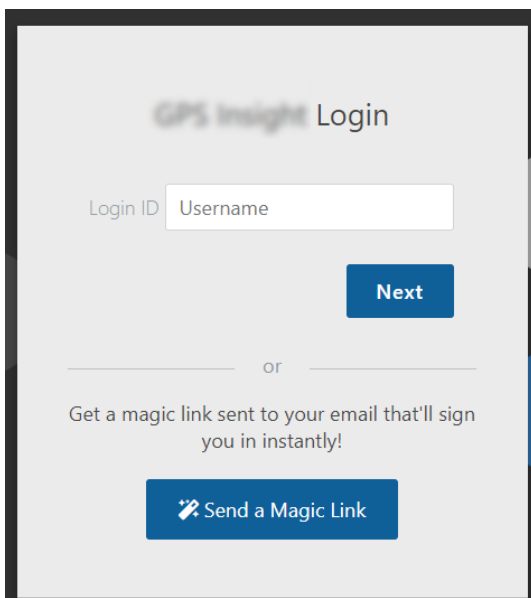 Login
Login ID Username
Next
or
Get a magic link sent to your email that'll sign
you in instantly!
Send a Magic Link